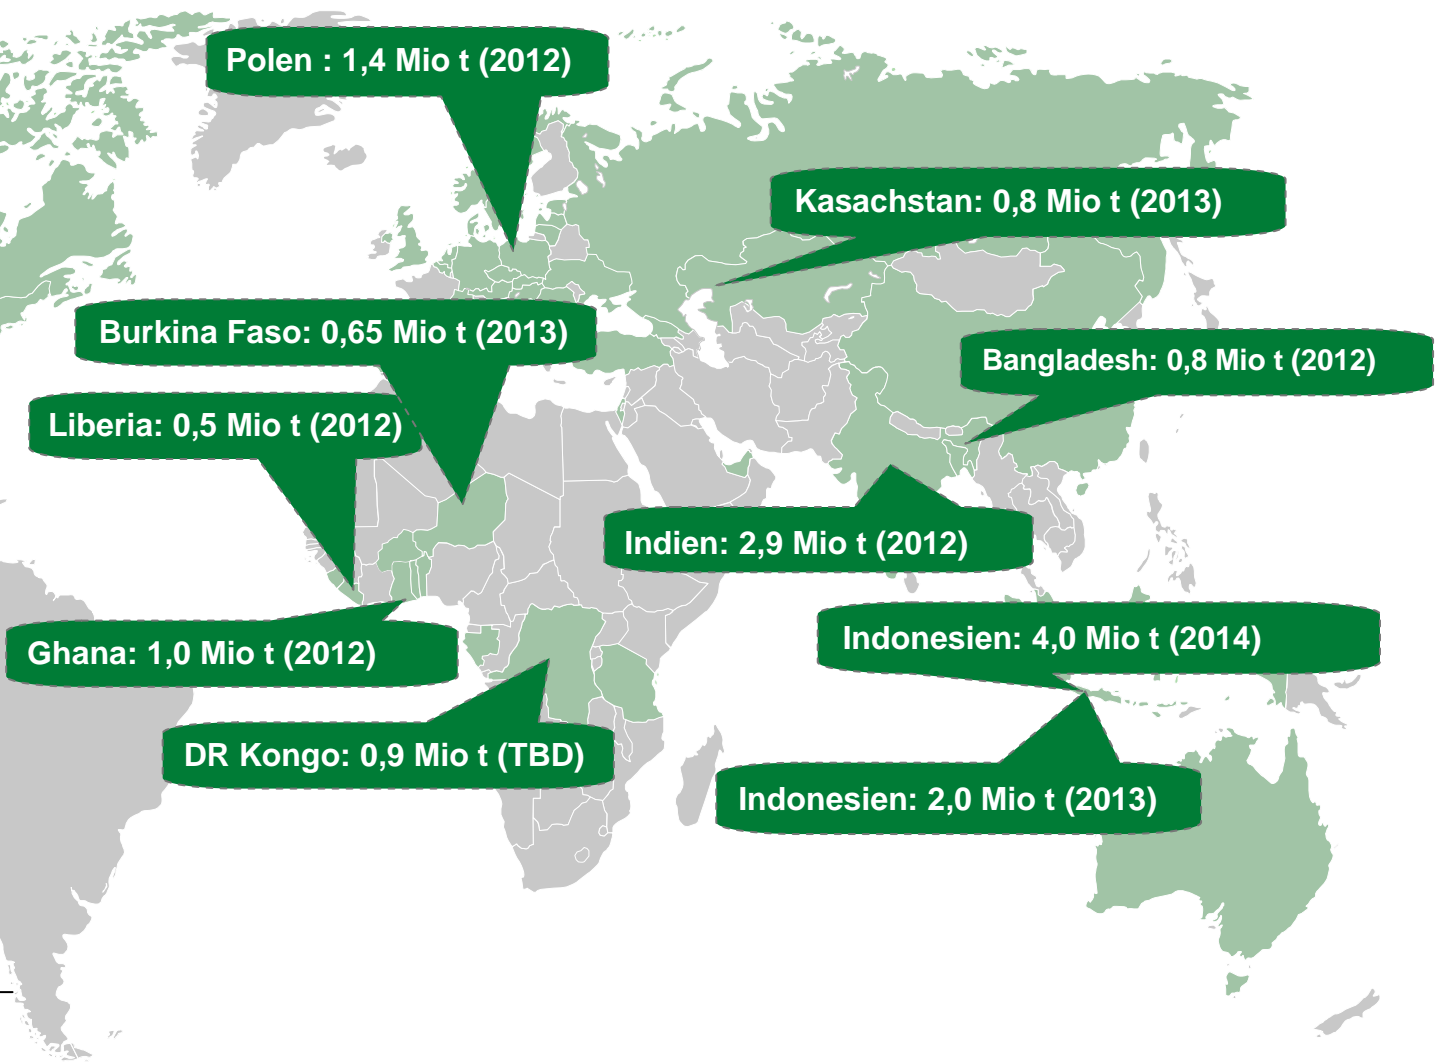 Polen : 1,4 Mio t (2012)
Kasachstan: 0,8 Mio t (2013)
Burkina Faso: 0,65 Mio t (2013)
Bangladesh: 0,8 Mio t (2012)
Liberia: 0,5 Mio t (2012)
Indien: 2,9 Mio t (2012)
Ghana: 1,0 Mio t (2012)
Indonesien: 4,0 Mio t (2014)
DR Kongo: 0,9 Mio t (TBD)
Indonesien: 2,0 Mio t (2013)